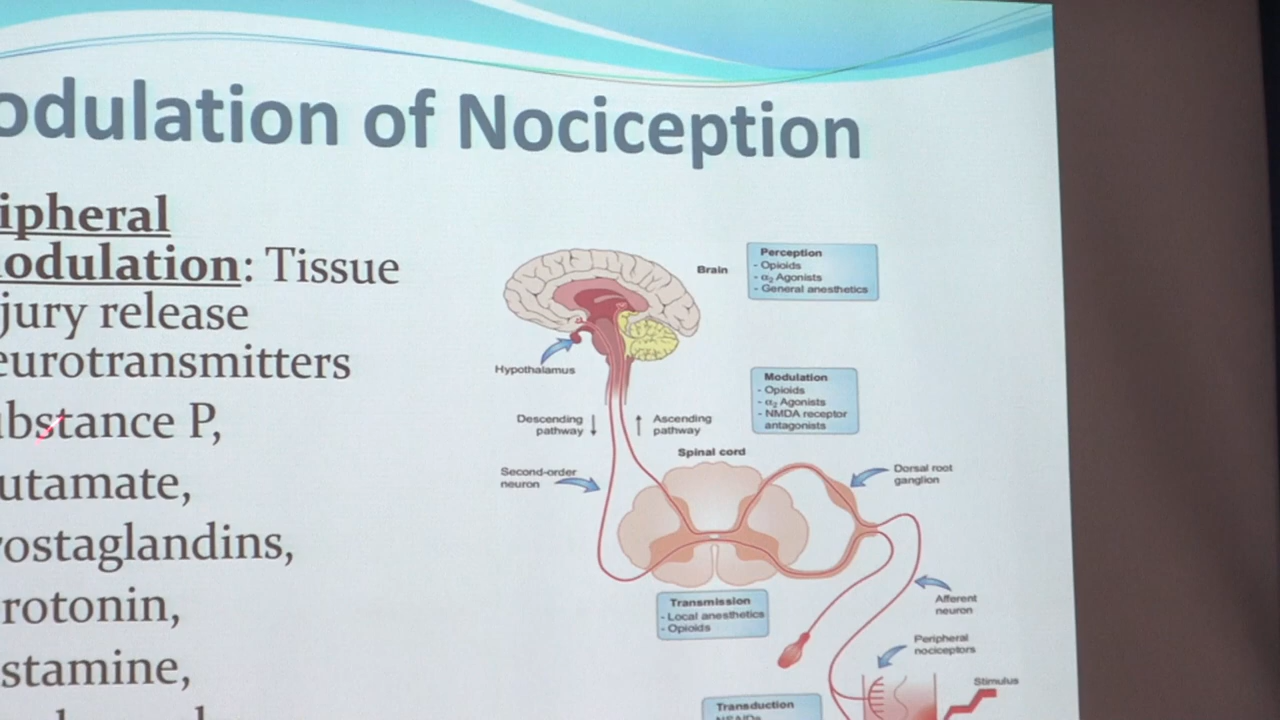 odulation of Nociception
ipheral
odulation: Tissue
jury release
eurotransmitters
ubstance P,
utamate,
ostaglandins,
rotonin,
stamine,
Brain
Perception
- Opioids
- α₂ Agonists
- General anesthetics
Hypothalamus
Modulation
- Opioids
- α₂ Agonists
- NMDA receptor
antagonists
Descending
pathway
Ascending
pathway
Spinal cord
Second-order
neuron
Dorsal root
ganglion
Transmission
- Local anesthetics
- Opioids
Afferent
neuron
Peripheral
nociceptors
Stimulus
Transduction
- NSAIDs